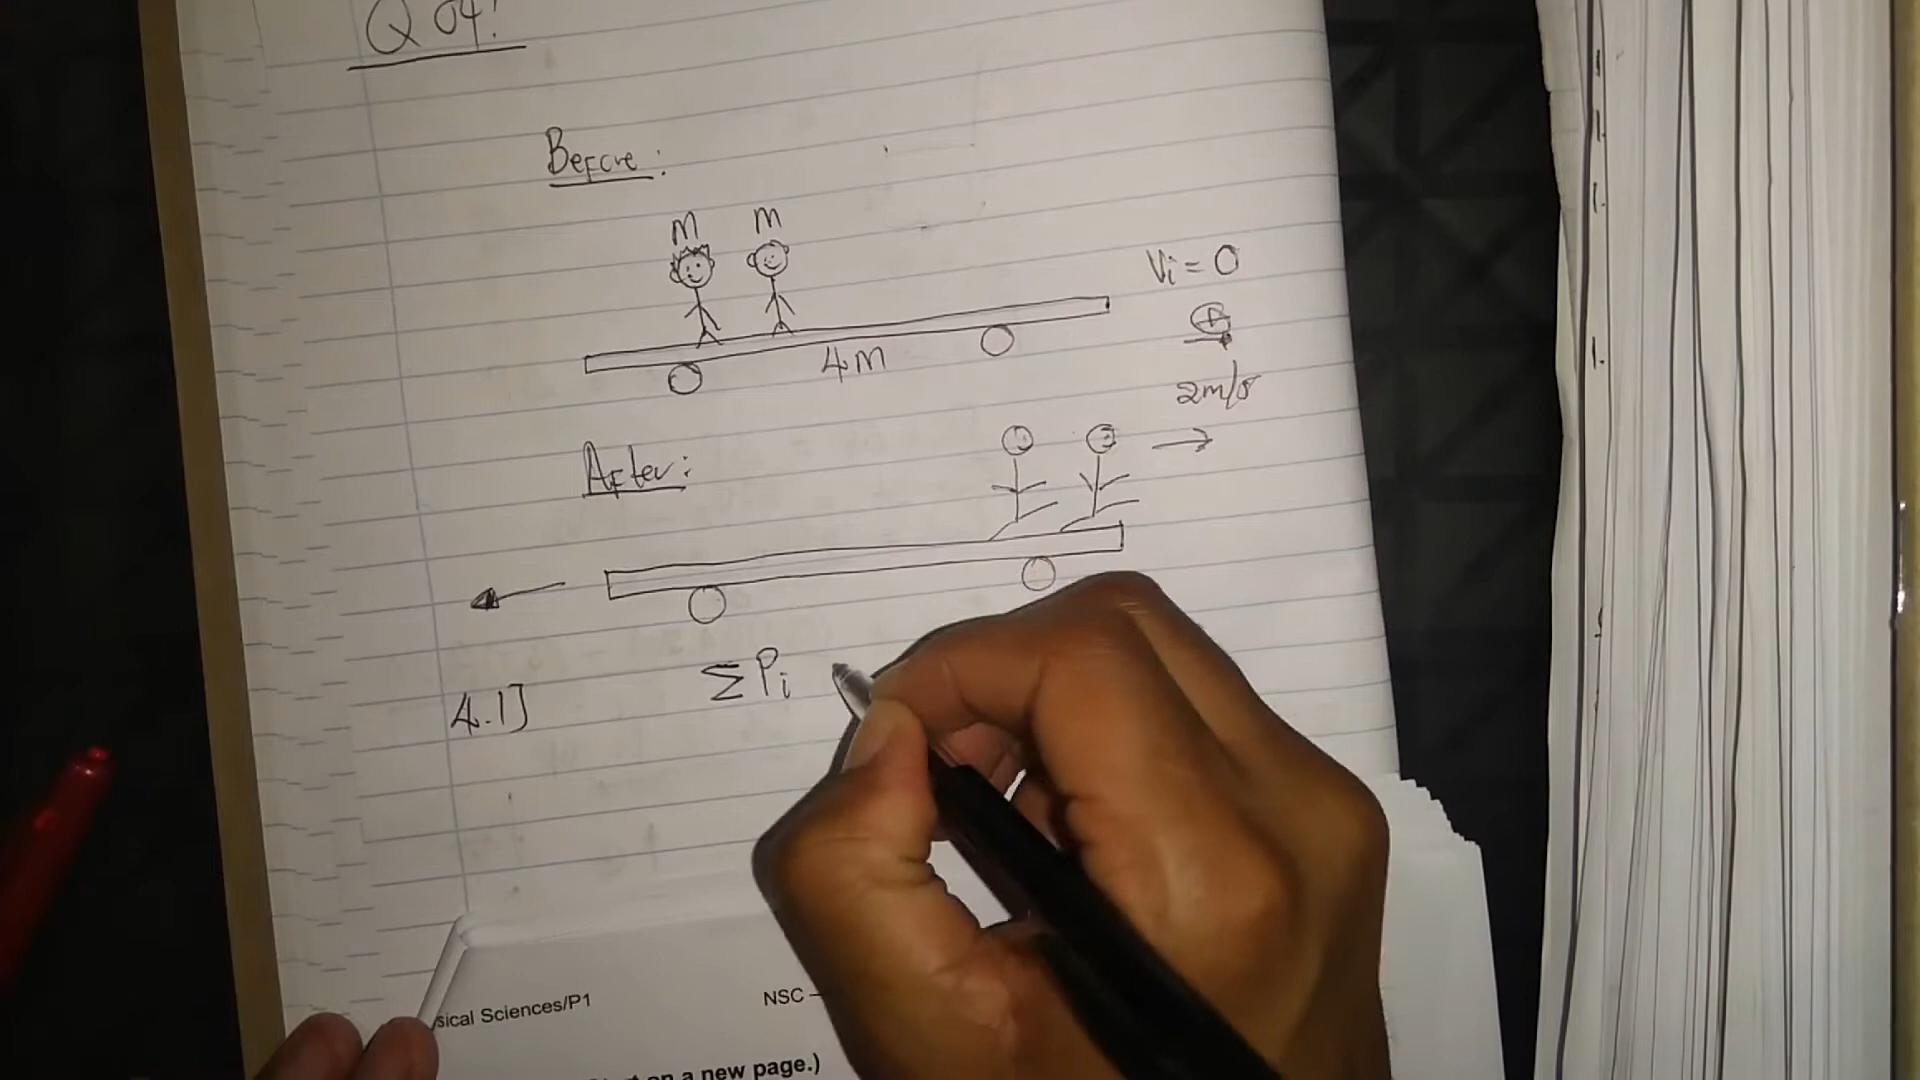 Q 04:
Before:
m m
Vi = 0
4m
2m/s
After:
4.1] ΣPi
sical Sciences/P1 NSC –
on a new page.)